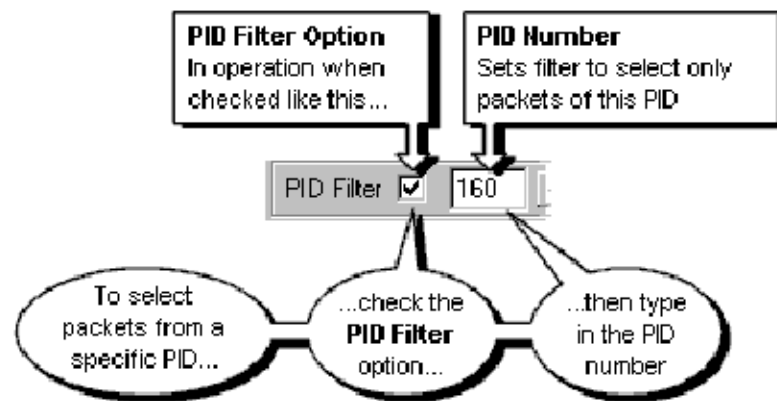 PID Filter Option
In operation when
checked like this...
PID Number
Sets filter to select only
packets of this PID
PID Filter
160
To select
packets from a
specific PID...
...check the
PID Filter
option...
...then type
in the PID
number